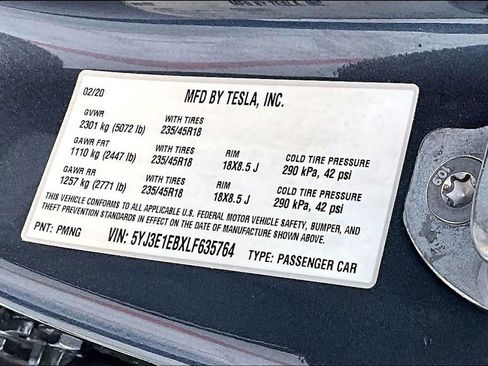 02/20 MFD BY TESLA, INC.
GVWR WITH TIRES
2301 kg (5072 lb) 235/45R18
GAWR FRT WITH TIRES RIM COLD TIRE PRESSURE
1110 kg (2447 lb) 235/45R18 18X8.5 J 290 kPa, 42 psi
GAWR RR WITH TIRES RIM COLD TIRE PRESSURE
1257 kg (2771 lb) 235/45R18 18X8.5 J 290 kPa, 42 psi
THIS VEHICLE CONFORMS TO ALL APPLICABLE U.S. FEDERAL MOTOR VEHICLE SAFETY, BUMPER, AND
THEFT PREVENTION STANDARDS IN EFFECT ON THE DATE OF MANUFACTURE SHOWN ABOVE.
PNT: PMNG VIN: 5YJ3E1EBXLF635764 TYPE: PASSENGER CAR